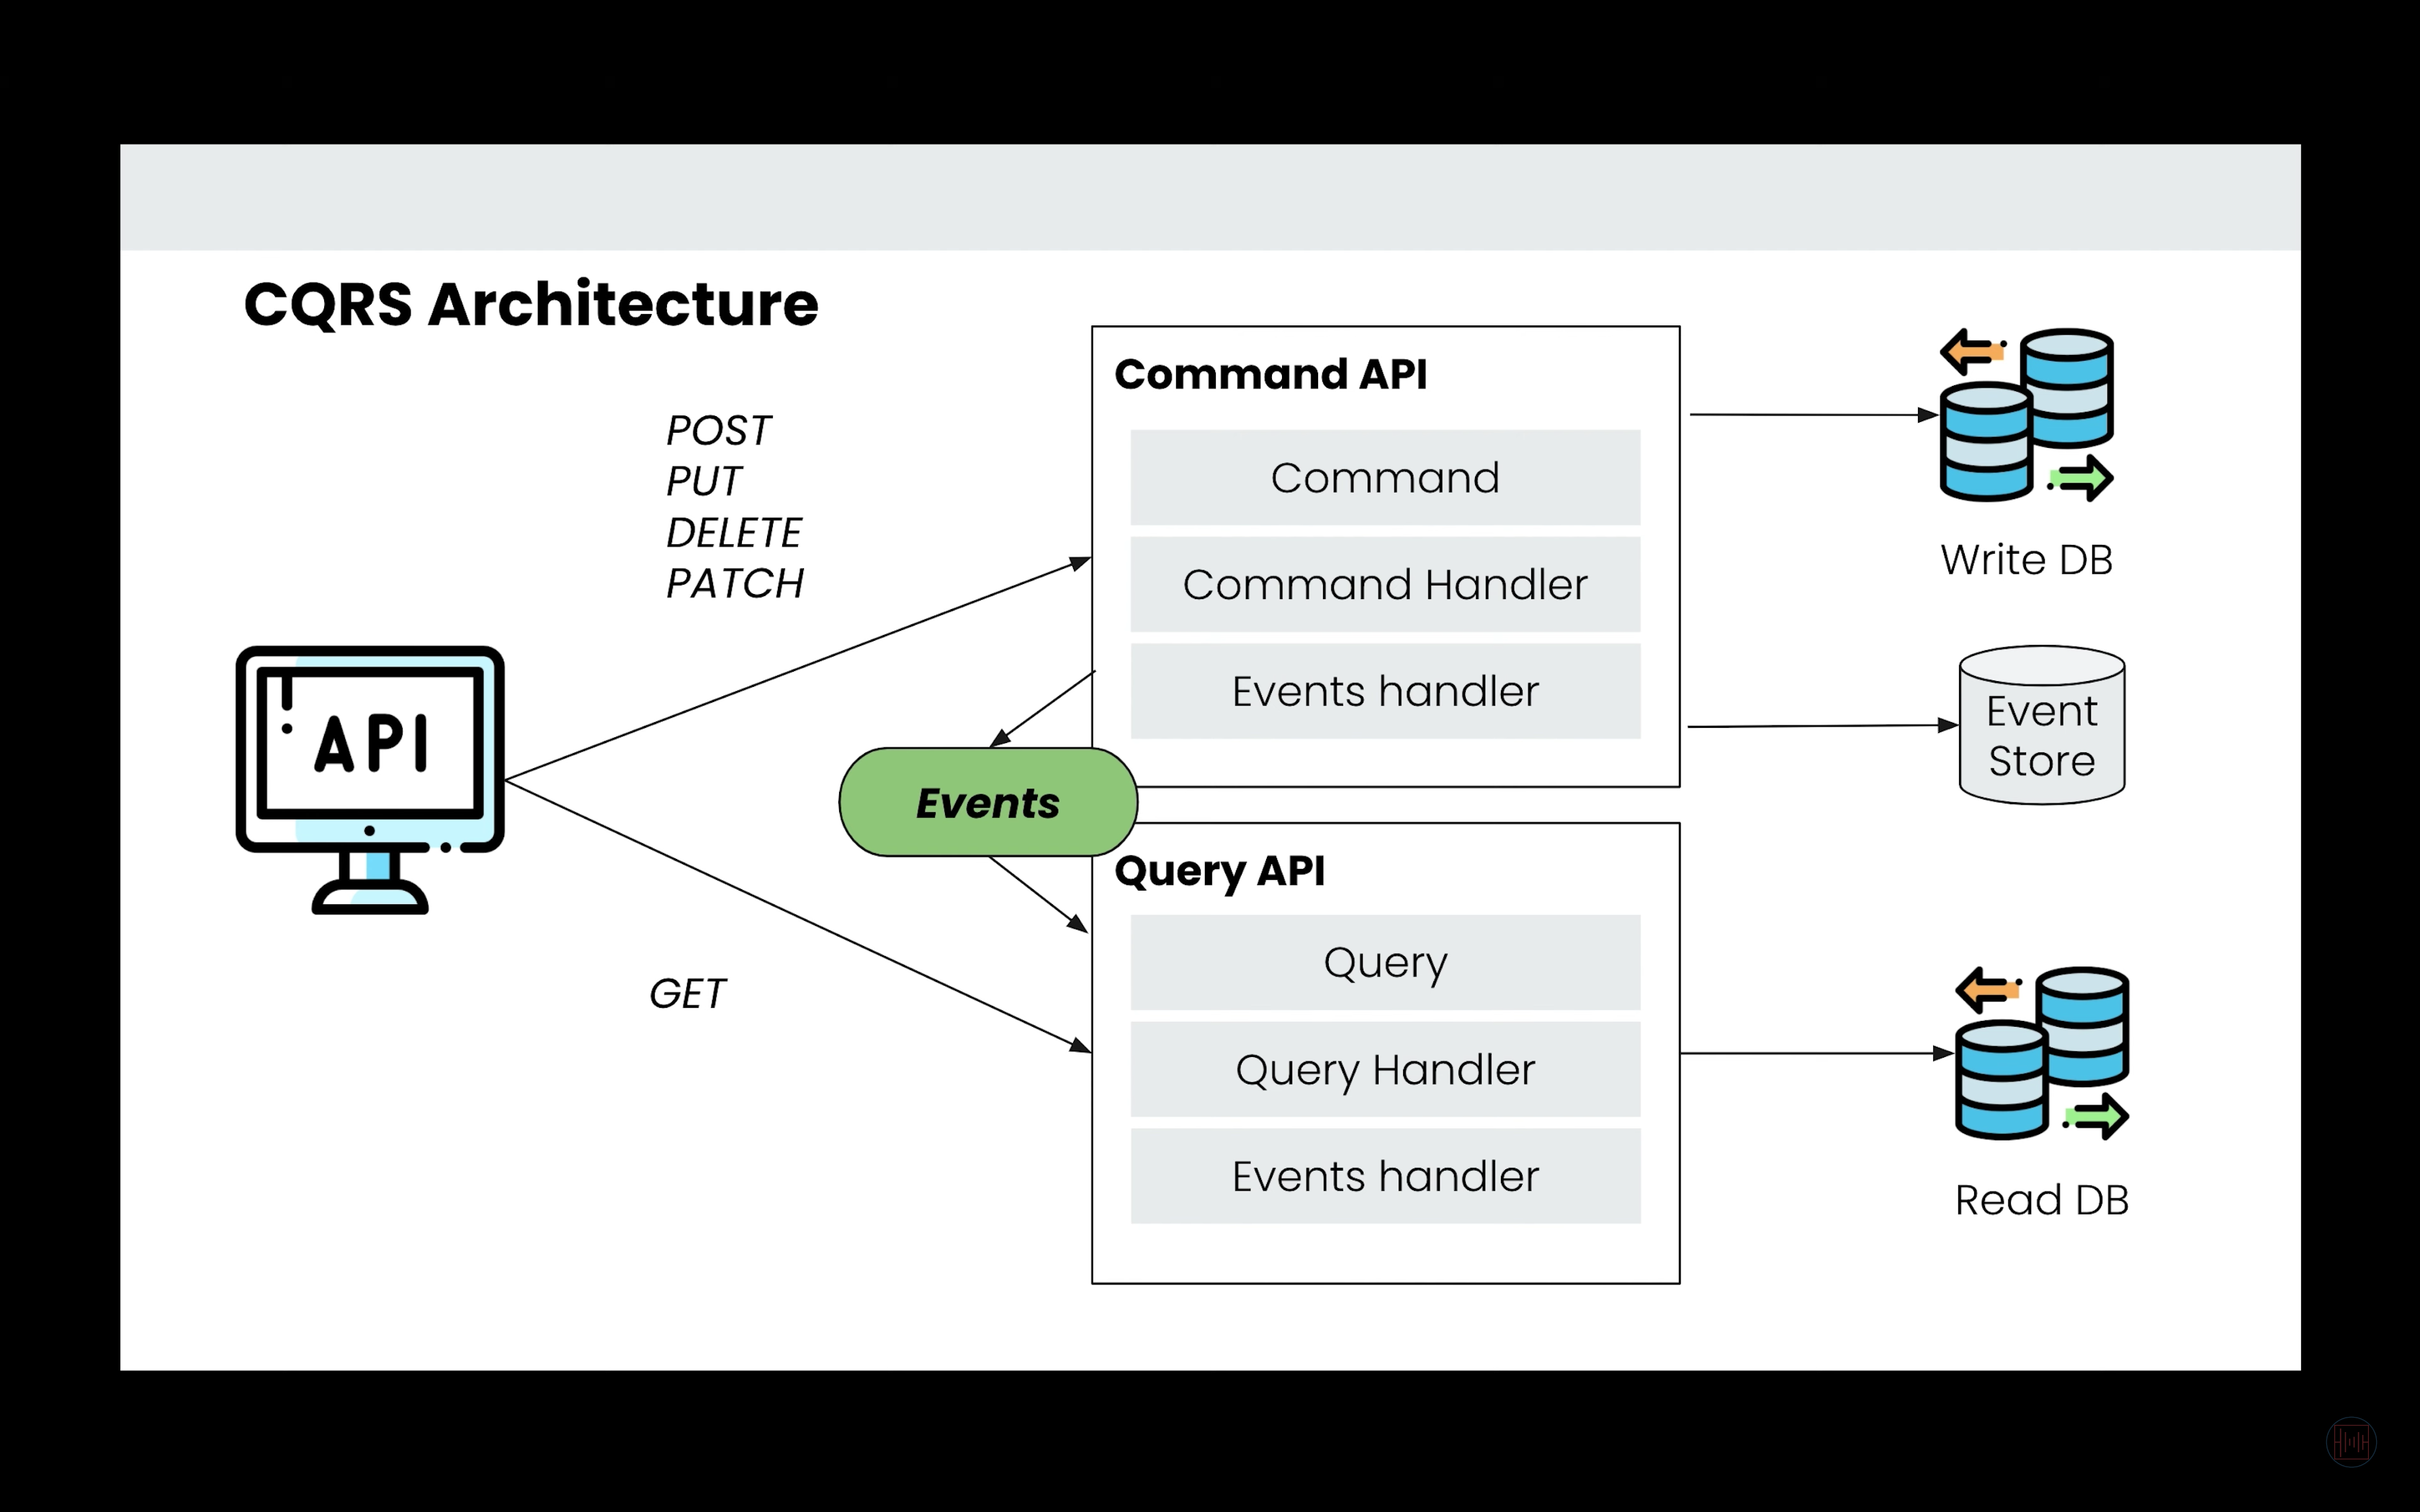 CQRS Architecture
POST
PUT
DELETE
PATCH
API
GET
Events
Command API
Command
Command Handler
Events handler
Query API
Query
Query Handler
Events handler
Write DB
Event
Store
Read DB